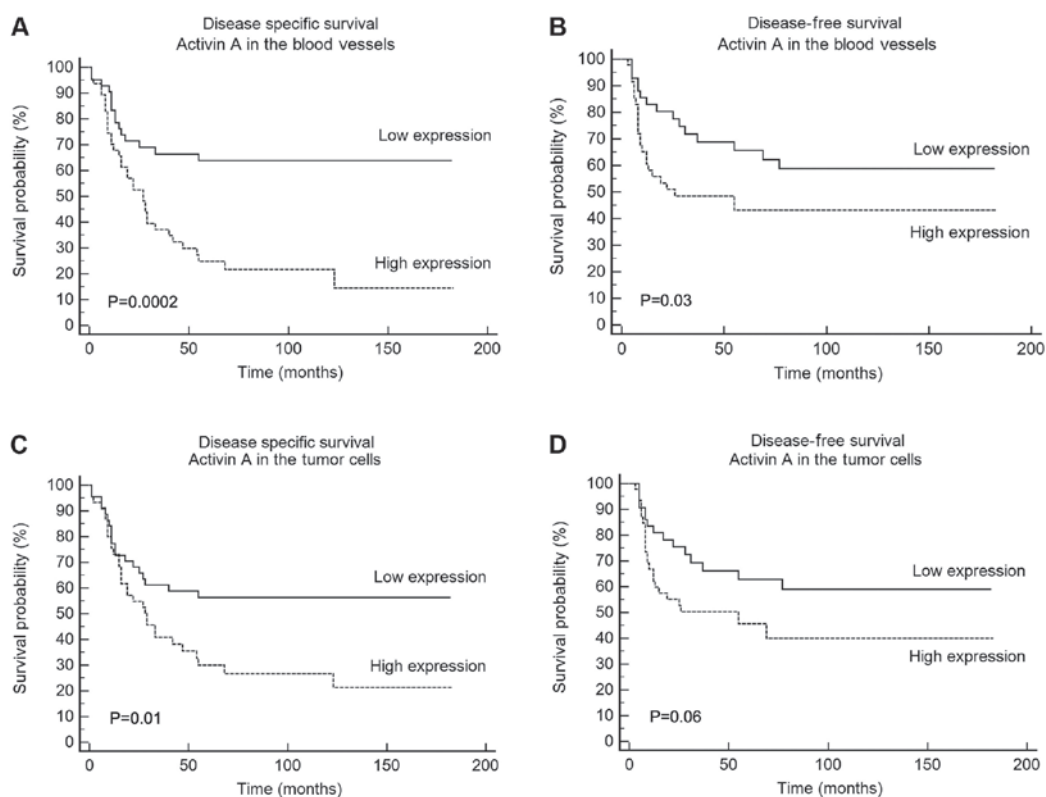 A
Disease specific survival
Activin A in the blood vessels
Survival probability (%)
100
90
80
70
60
50
40
30
20
10
0
Low expression
High expression
P=0.0002
0 50 100 150 200
Time (months)
B
Disease-free survival
Activin A in the blood vessels
Survival probability (%)
100
90
80
70
60
50
40
30
20
10
0
Low expression
High expression
P=0.03
0 50 100 150 200
Time (months)
C
Disease specific survival
Activin A in the tumor cells
Survival probability (%)
100
90
80
70
60
50
40
30
20
10
0
Low expression
High expression
P=0.01
0 50 100 150 200
Time (months)
D
Disease-free survival
Activin A in the tumor cells
Survival probability (%)
100
90
80
70
60
50
40
30
20
10
0
Low expression
High expression
P=0.06
0 50 100 150 200
Time (months)